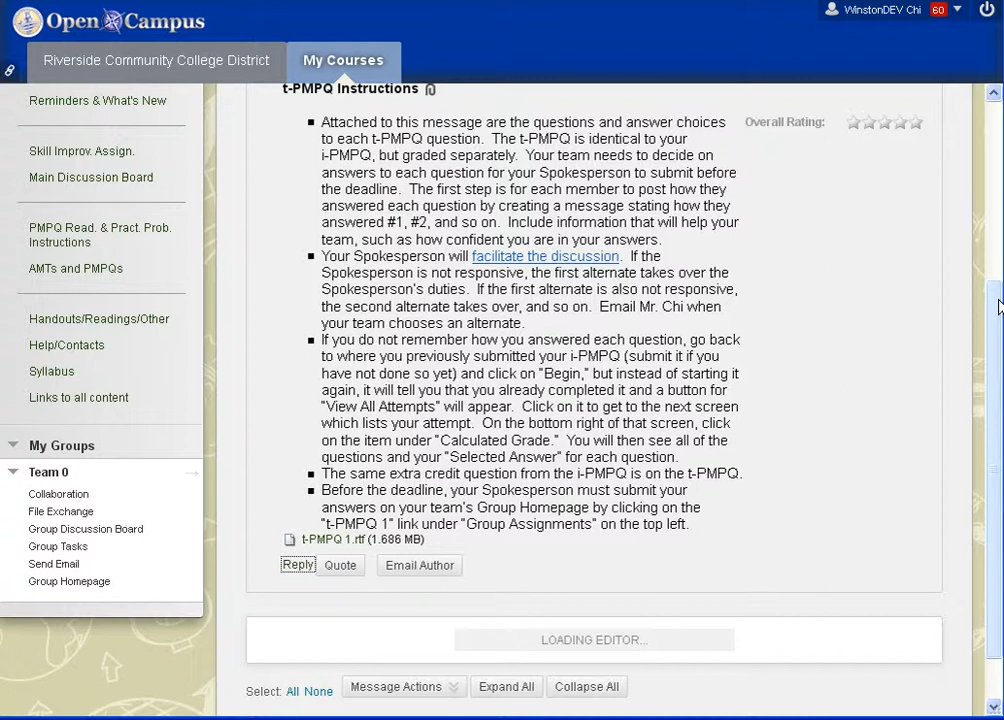 Open Campus
WinstonDEV Chi 60
Riverside Community College District
My Courses
Reminders & What's New
Skill Improv. Assign.
Main Discussion Board
PMPQ Read. & Pract. Prob.
Instructions
AMTs and PMPQs
Handouts/Readings/Other
Help/Contacts
Syllabus
Links to all content
My Groups
Team 0
Collaboration
File Exchange
Group Discussion Board
Group Tasks
Send Email
Group Homepage
t-PMPQ Instructions
Overall Rating:
Attached to this message are the questions and answer choices
to each t-PMPQ question. The t-PMPQ is identical to your
i-PMPQ, but graded separately. Your team needs to decide on
answers to each question for your Spokesperson to submit before
the deadline. The first step is for each member to post how they
answered each question by creating a message stating how they
answered #1, #2, and so on. Include information that will help your
team, such as how confident you are in your answers.
Your Spokesperson will facilitate the discussion. If the
Spokesperson is not responsive, the first alternate takes over the
Spokesperson's duties. If the first alternate is also not responsive,
the second alternate takes over, and so on. Email Mr. Chi when
your team chooses an alternate.
If you do not remember how you answered each question, go back
to where you previously submitted your i-PMPQ (submit it if you
have not done so yet) and click on "Begin," but instead of starting it
again, it will tell you that you already completed it and a button for
"View All Attempts" will appear. Click on it to get to the next screen
which lists your attempt. On the bottom right of that screen, click
on the item under "Calculated Grade." You will then see all of the
questions and your "Selected Answer" for each question.
The same extra credit question from the i-PMPQ is on the t-PMPQ.
Before the deadline, your Spokesperson must submit your
answers on your team's Group Homepage by clicking on the
"t-PMPQ 1" link under "Group Assignments" on the top left.
t-PMPQ 1.rtf (1.686 MB)
Reply Quote Email Author
LOADING EDITOR...
Select: All None Message Actions Expand All Collapse All